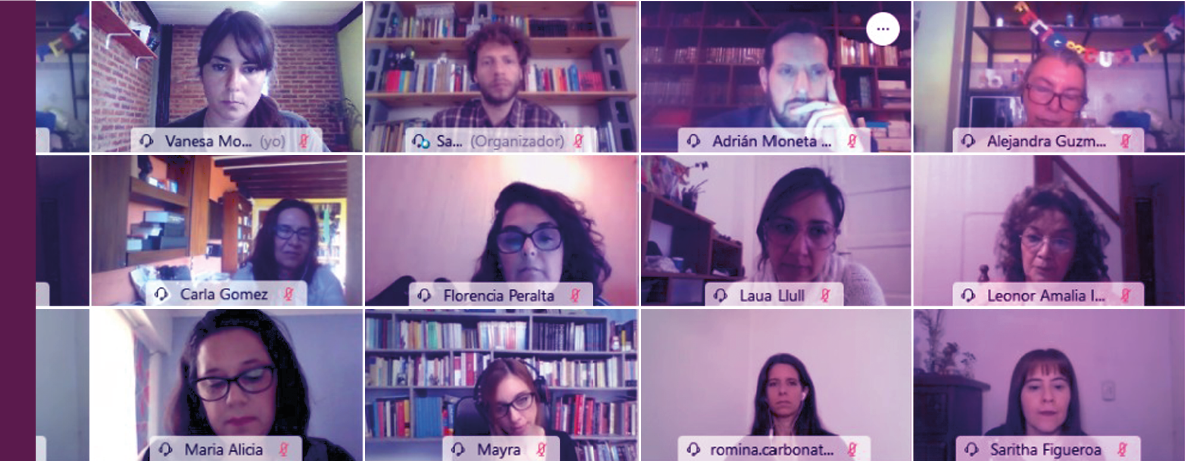 Vanesa Mo... (yo)
Sa... (Organizador)
Adrián Moneta ...
Alejandra Guzm...
Carla Gomez
Florencia Peralta
Laua Llull
Leonor Amalia I...
Maria Alicia
Mayra
romina.carbonat...
Saritha Figueroa